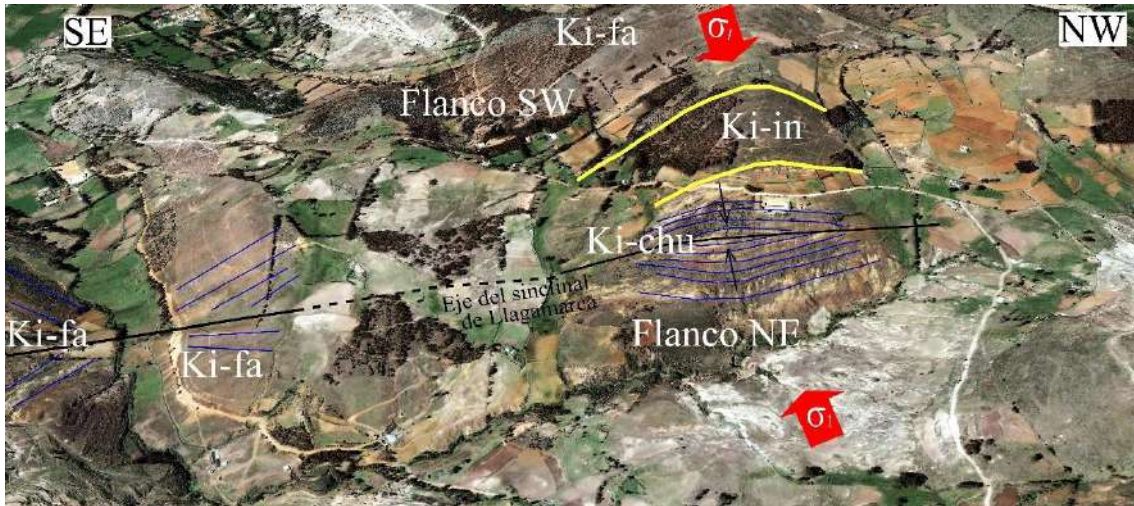 SE
Ki-fa
σ1
NW
Flanco SW
Ki-in
Ki-chu
Eje del sinclinal
de Llagamarca
Ki-fa
Ki-fa
Flanco NE
σ1